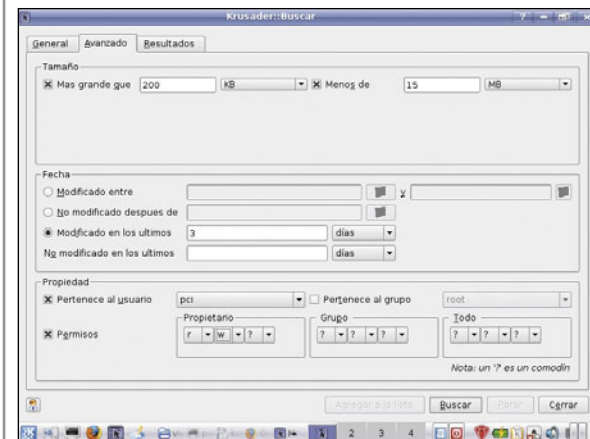 Krusader::Buscar
General Avanzado Resultados
Tamaño
Mas grande que 200 KB Menos de 15 MB
Fecha
Modificado entre y
No modificado despues de
Modificado en los ultimos 3 días
No modificado en los ultimos días
Propiedad
Pertenece al usuario pci Pertenece al grupo root
Propietario Grupo Todo
Permisos r w ? ? ? ? ? ? ?
Nota: un '?' es un comodín
Agregar a la lista Buscar Parar Cerrar
1 2 3 4